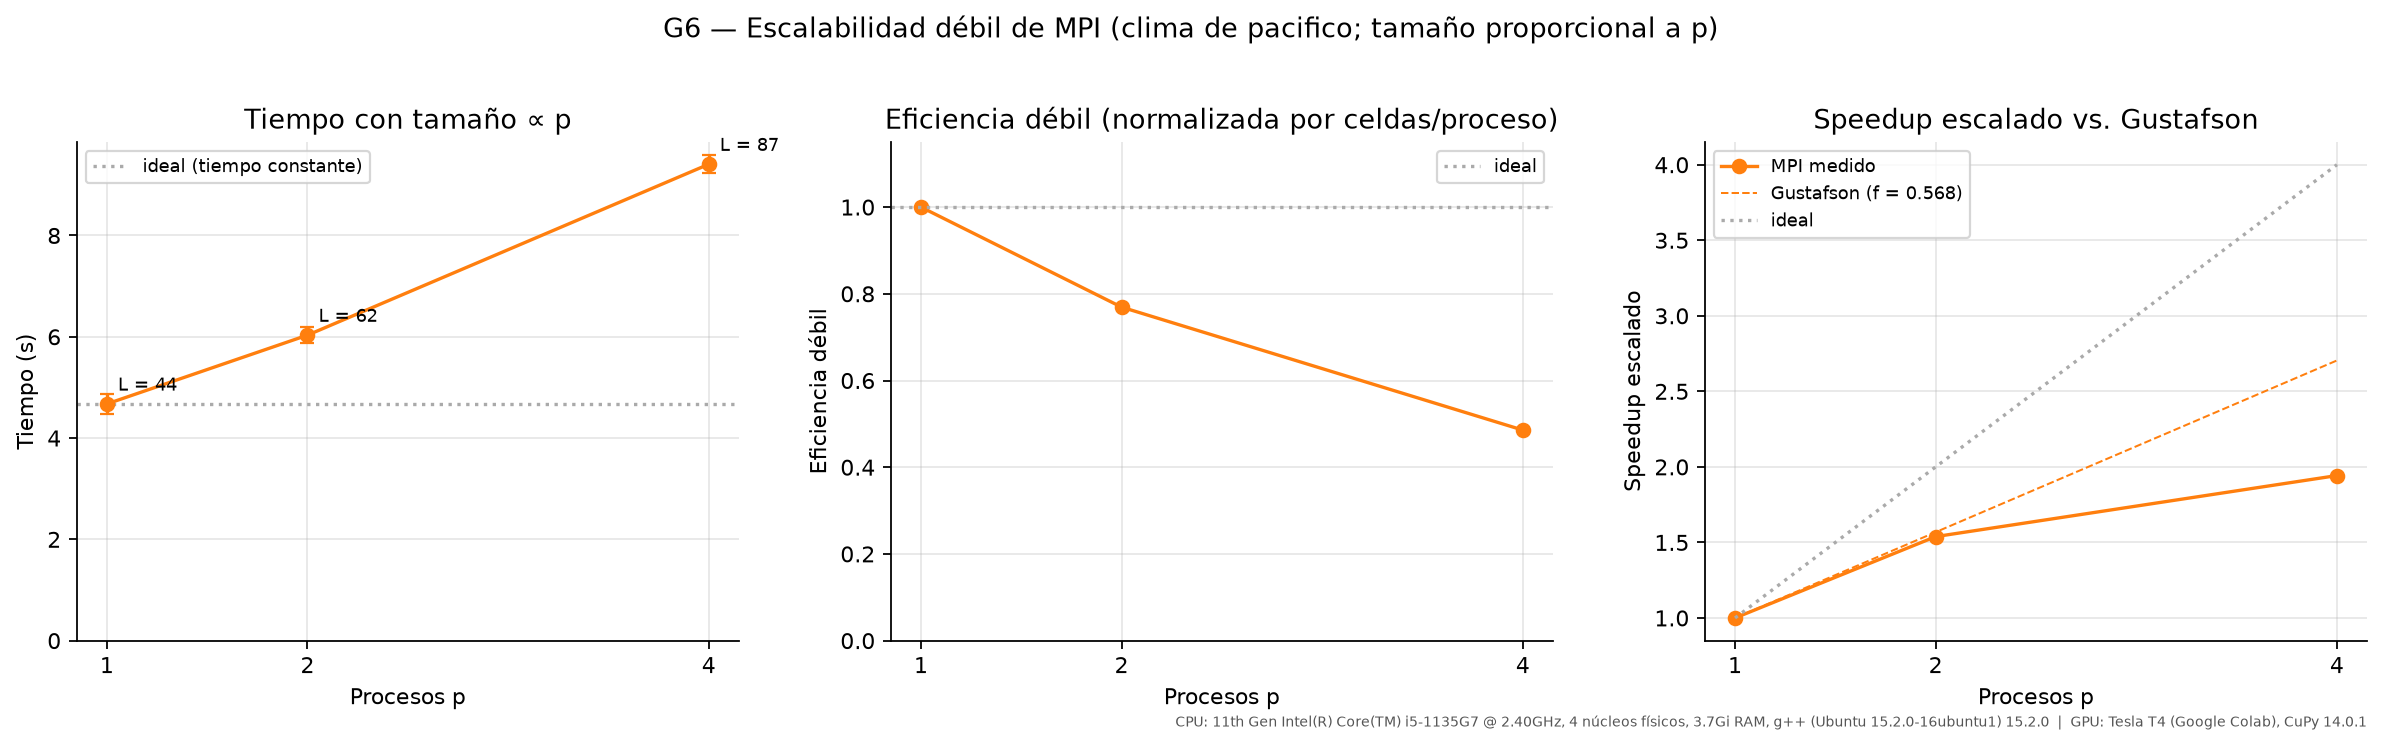 G6 — Escalabilidad débil de MPI (clima de pacifico; tamaño proporcional a p)
Tiempo con tamaño ∝ p
ideal (tiempo constante)
L = 44
L = 62
L = 87
Tiempo (s)
0
2
4
6
8
1
2
4
Procesos p
Eficiencia débil (normalizada por celdas/proceso)
ideal
Eficiencia débil
0.0
0.2
0.4
0.6
0.8
1.0
1
2
4
Procesos p
Speedup escalado vs. Gustafson
MPI medido
Gustafson (f = 0.568)
ideal
Speedup escalado
1.0
1.5
2.0
2.5
3.0
3.5
4.0
1
2
4
Procesos p
CPU: 11th Gen Intel(R) Core(TM) i5-1135G7 @ 2.40GHz, 4 núcleos físicos, 3.7Gi RAM, g++ (Ubuntu 15.2.0-16ubuntu1) 15.2.0 | GPU: Tesla T4 (Google Colab), CuPy 14.0.1